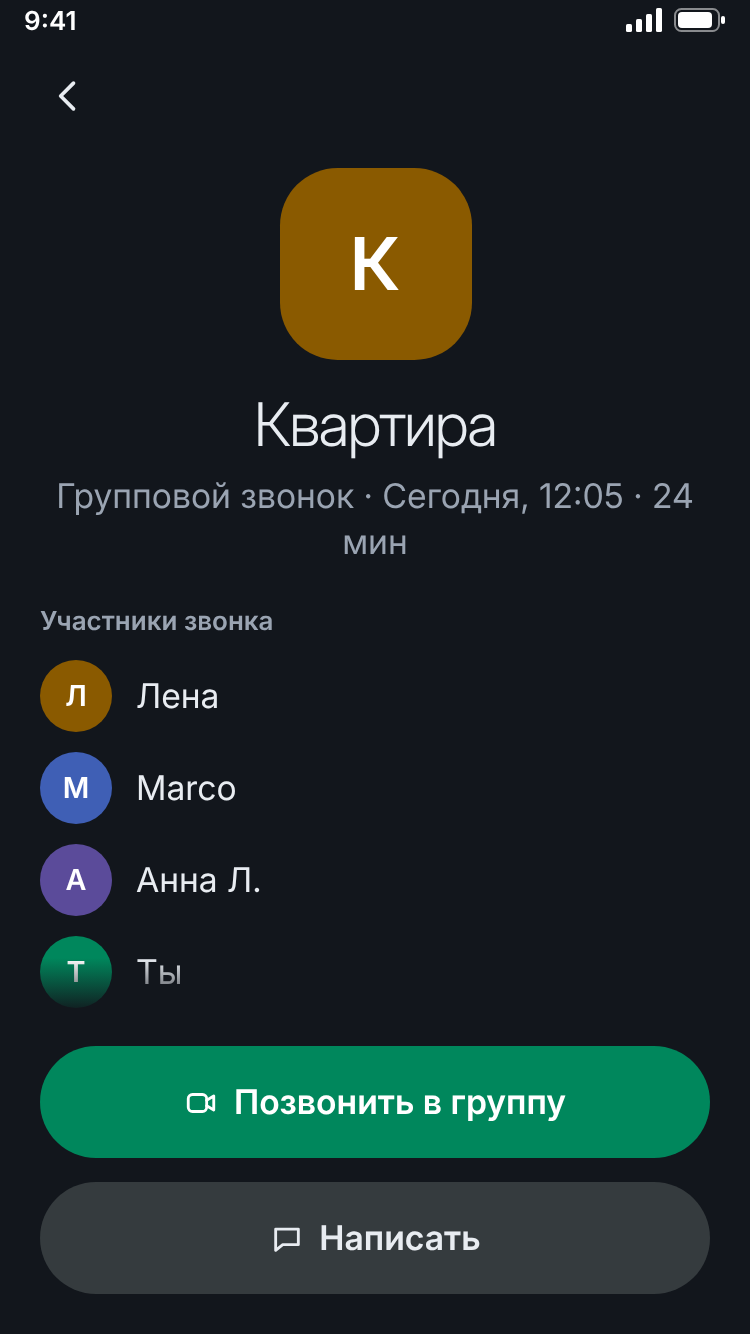 9:41
К
Квартира
Групповой звонок · Сегодня, 12:05 · 24
мин
Участники звонка
Л Лена
M Marco
А Анна Л.
Т Ты
Позвонить в группу
Написать